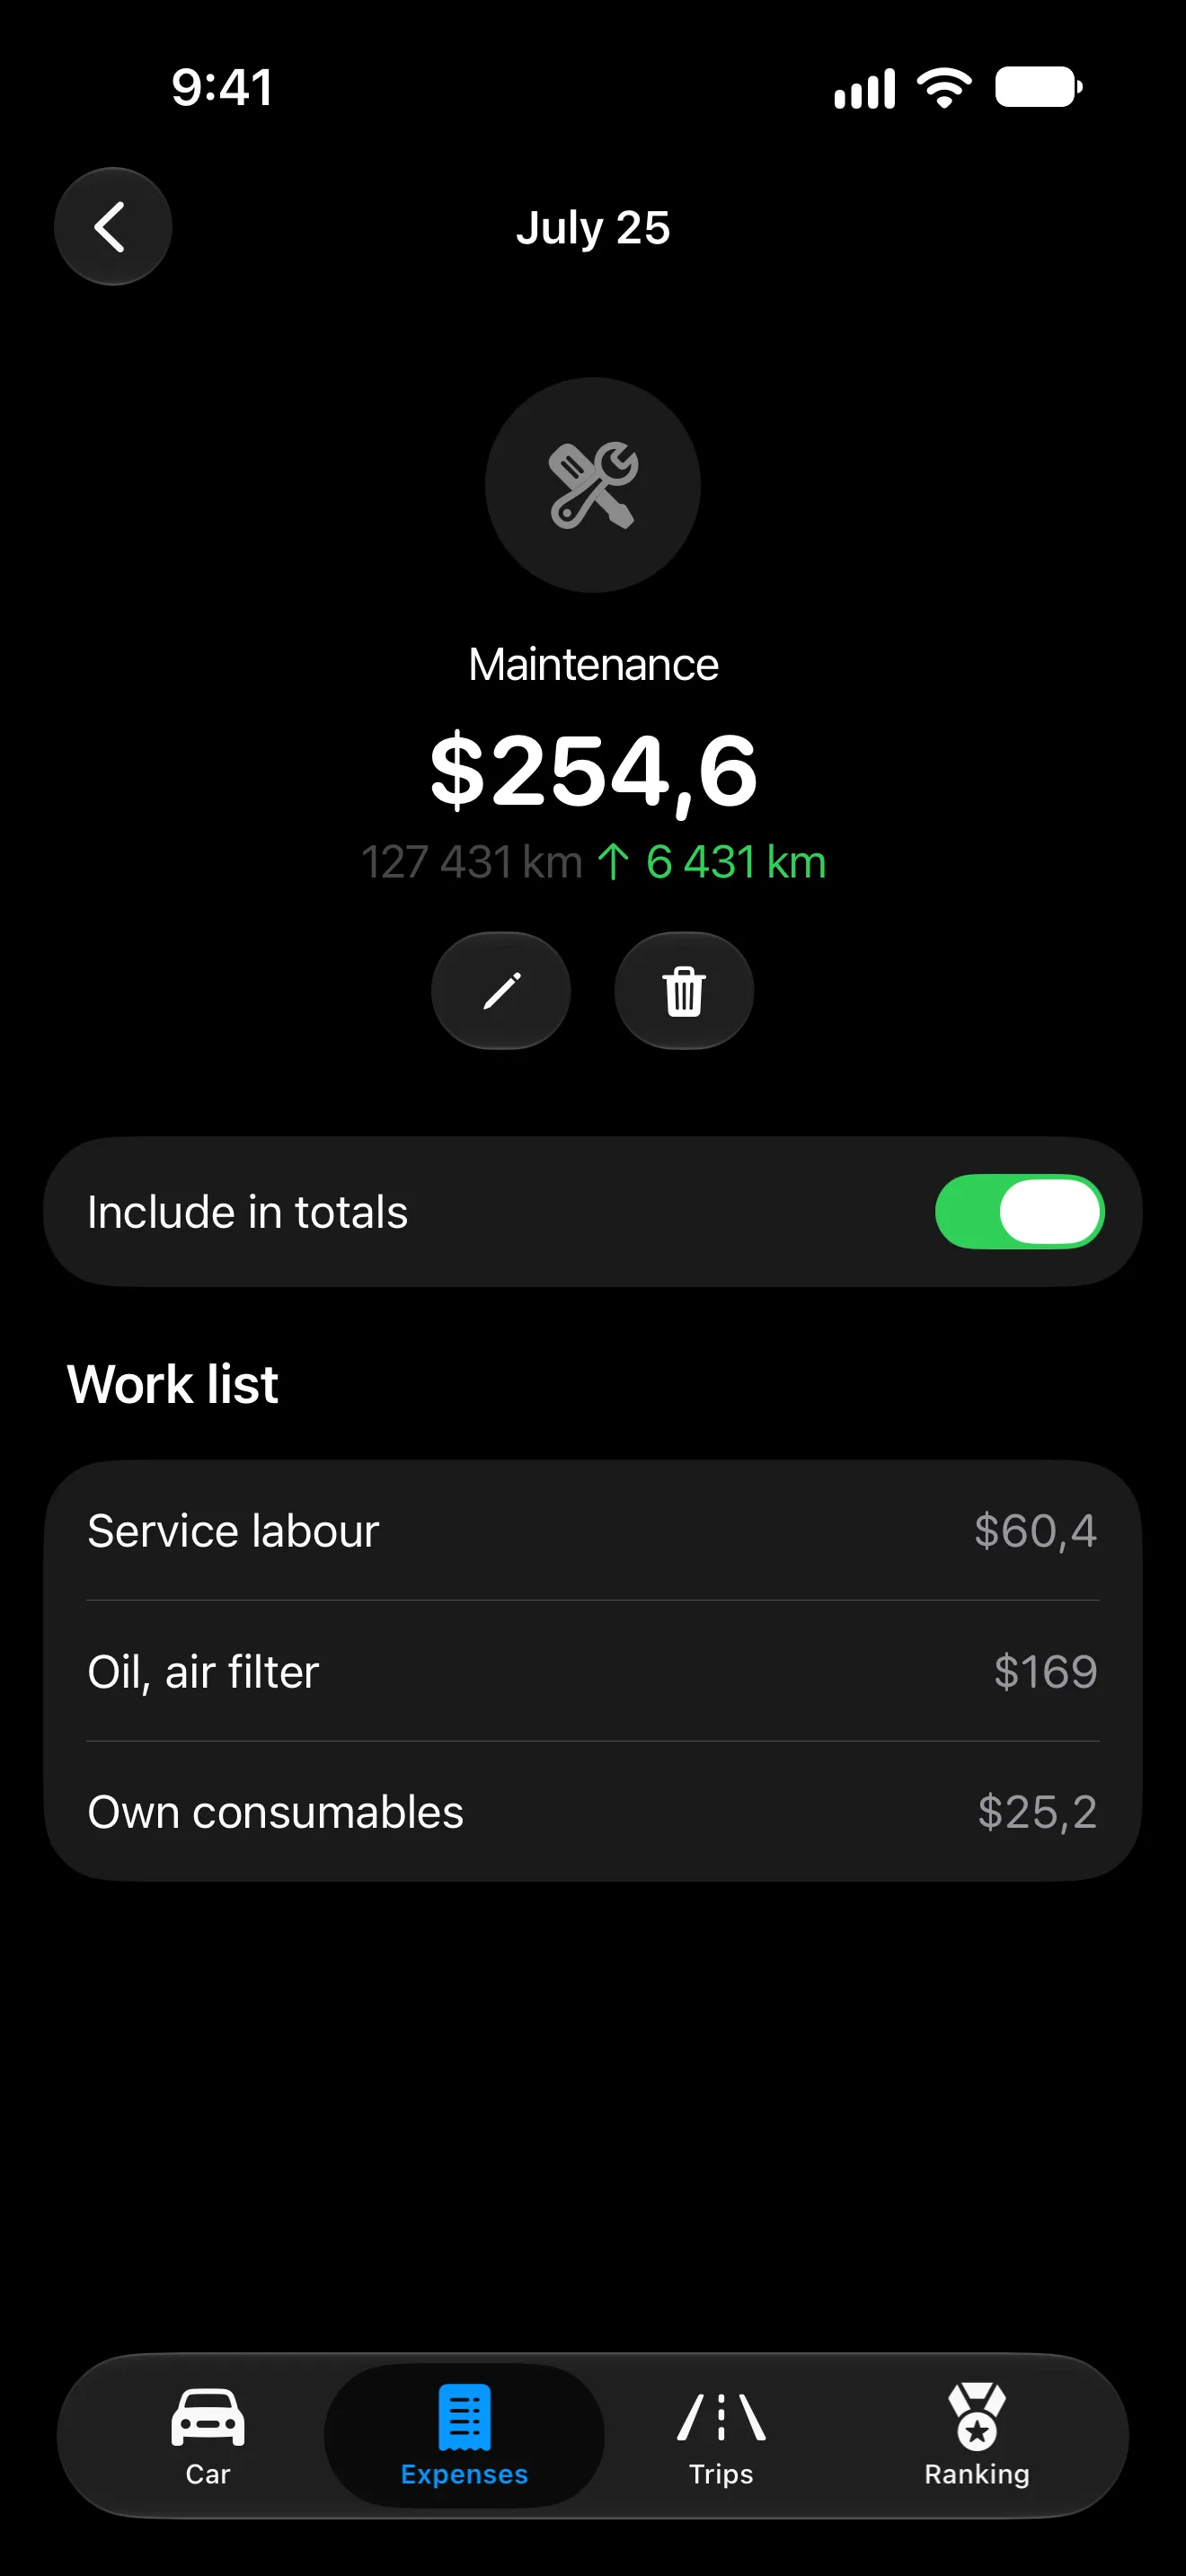 9:41
July 25
Maintenance
$254,6
127 431 km ↑ 6 431 km
Include in totals
Work list
Service labour $60,4
Oil, air filter $169
Own consumables $25,2
Car Expenses Trips Ranking